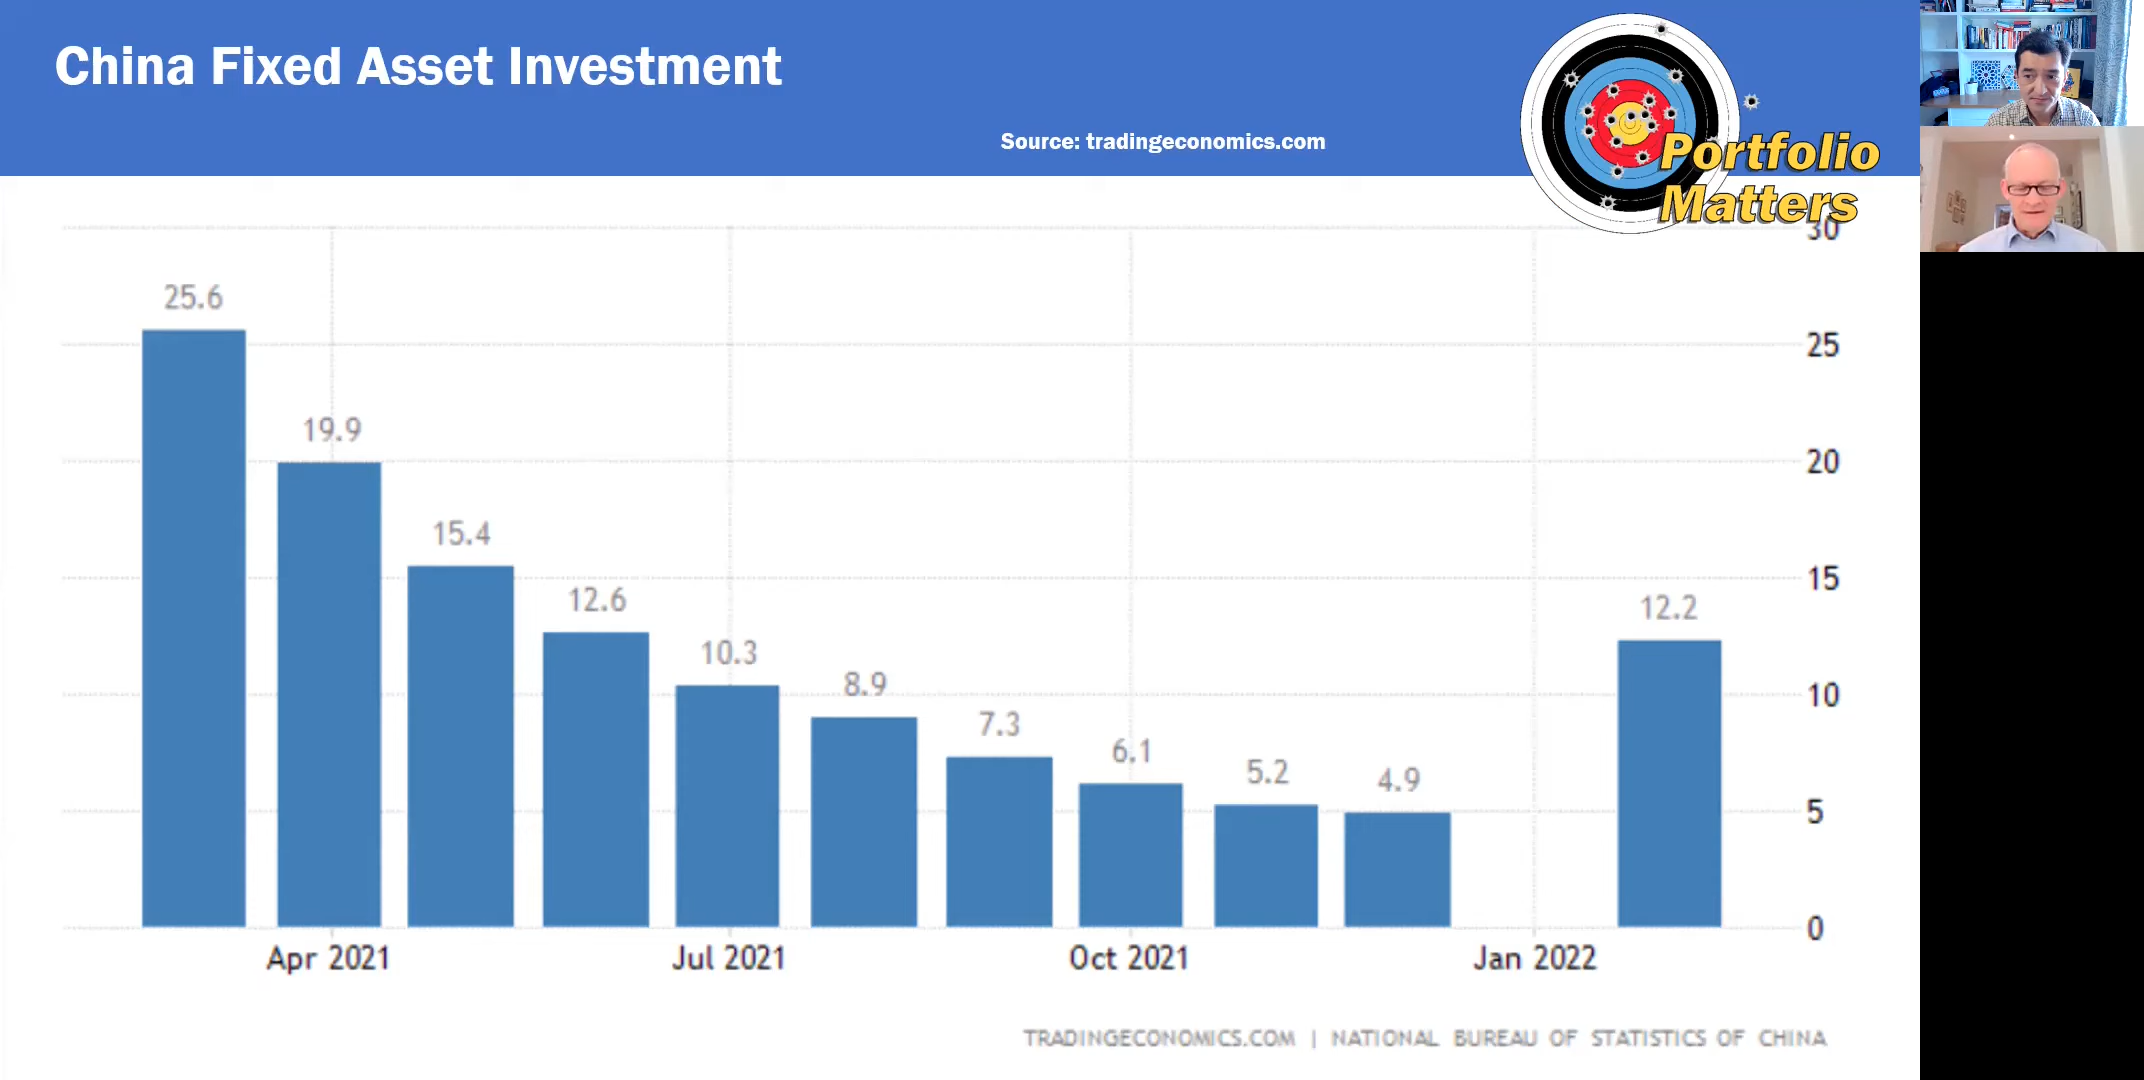 China Fixed Asset Investment
Source: tradingeconomics.com
Portfolio
Matters
30
25.6
25
19.9
20
15.4
15
12.6
12.2
10.3
10
8.9
7.3
6.1
5.2
4.9
5
0
Apr 2021
Jul 2021
Oct 2021
Jan 2022
TRADINGECONOMICS.COM | NATIONAL BUREAU OF STATISTICS OF CHINA